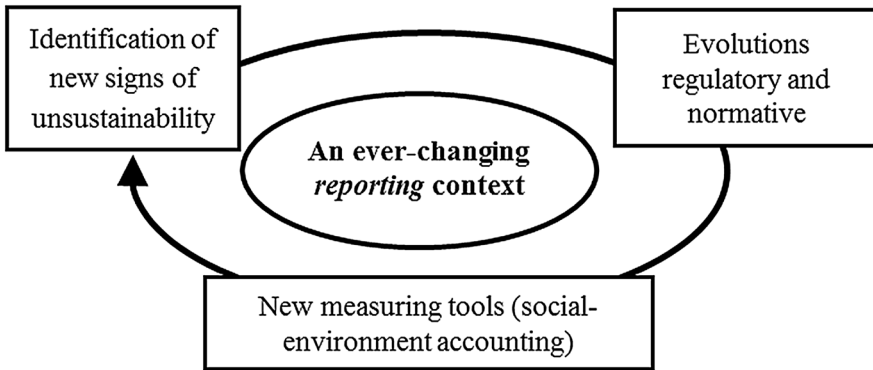 Identification of
new signs of
unsustainability
Evolutions
regulatory and
normative
An ever-changing
reporting context
New measuring tools (social-
environment accounting)